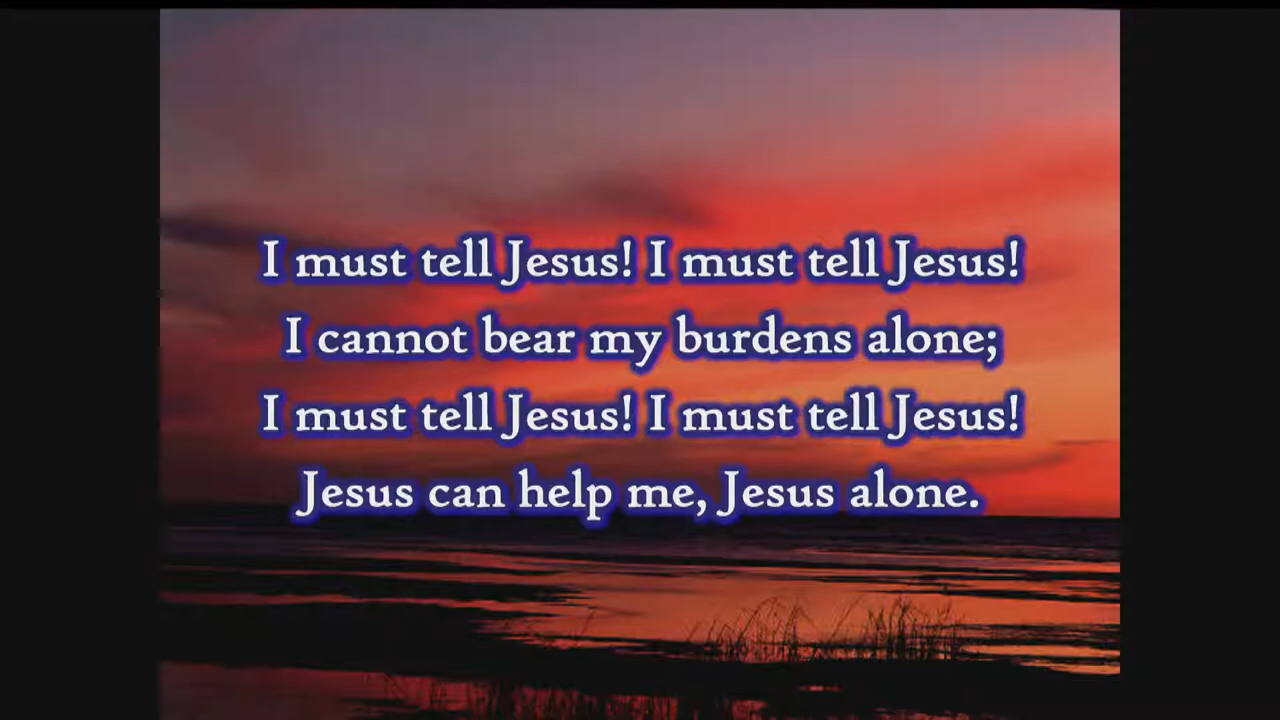 I must tell Jesus! I must tell Jesus!
I cannot bear my burdens alone;
I must tell Jesus! I must tell Jesus!
Jesus can help me, Jesus alone.